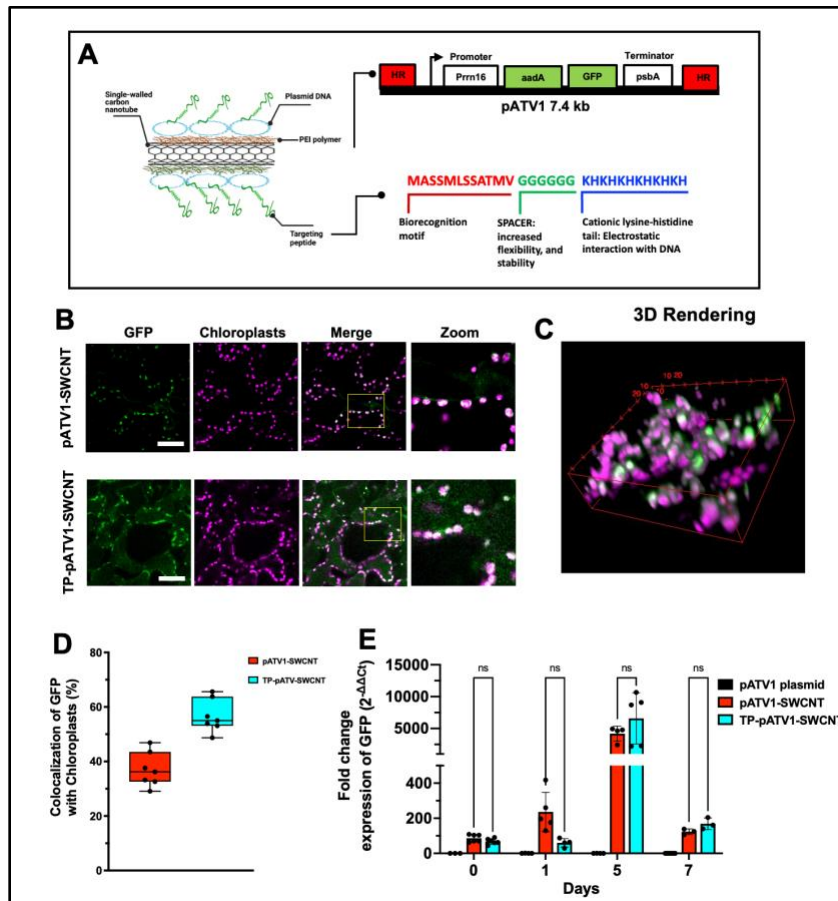 A
Single-walled
carbon
nanotube
Plasmid DNA
PEI polymer
Targeting
peptide
Promoter
Terminator
HR
Prrn16
aadA
GFP
psbA
HR
pATV1 7.4 kb
MASSMLSSATMV GGGGGG KHKHKHKHKHKH
Biorecognition
motif
SPACER:
increased
flexibility, and
stability
Cationic lysine-histidine
tail: Electrostatic
interaction with DNA
B
GFP
Chloroplasts
Merge
Zoom
pATV1-SWCNT
TP-pATV1-SWCNT
C
3D Rendering
D
Colocalization of GFP
with Chloroplasts (%)
80
60
40
20
0
pATV1-SWCNT
TP-pATV-SWCNT
E
Fold change
expression of GFP (2-ΔΔCt)
15000
10000
5000
400
200
0
ns
ns
ns
ns
0
1
5
7
Days
pATV1 plasmid
pATV1-SWCNT
TP-pATV1-SWCNT